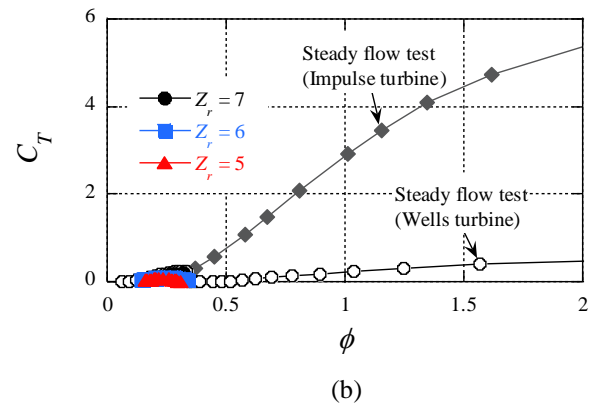 6
Steady flow test
(Impulse turbine)
Z_r = 7
4
Z_r = 6
Z_r = 5
C_T
Steady flow test
(Wells turbine)
2
0
0 0.5 1 1.5 2
ϕ
(b)